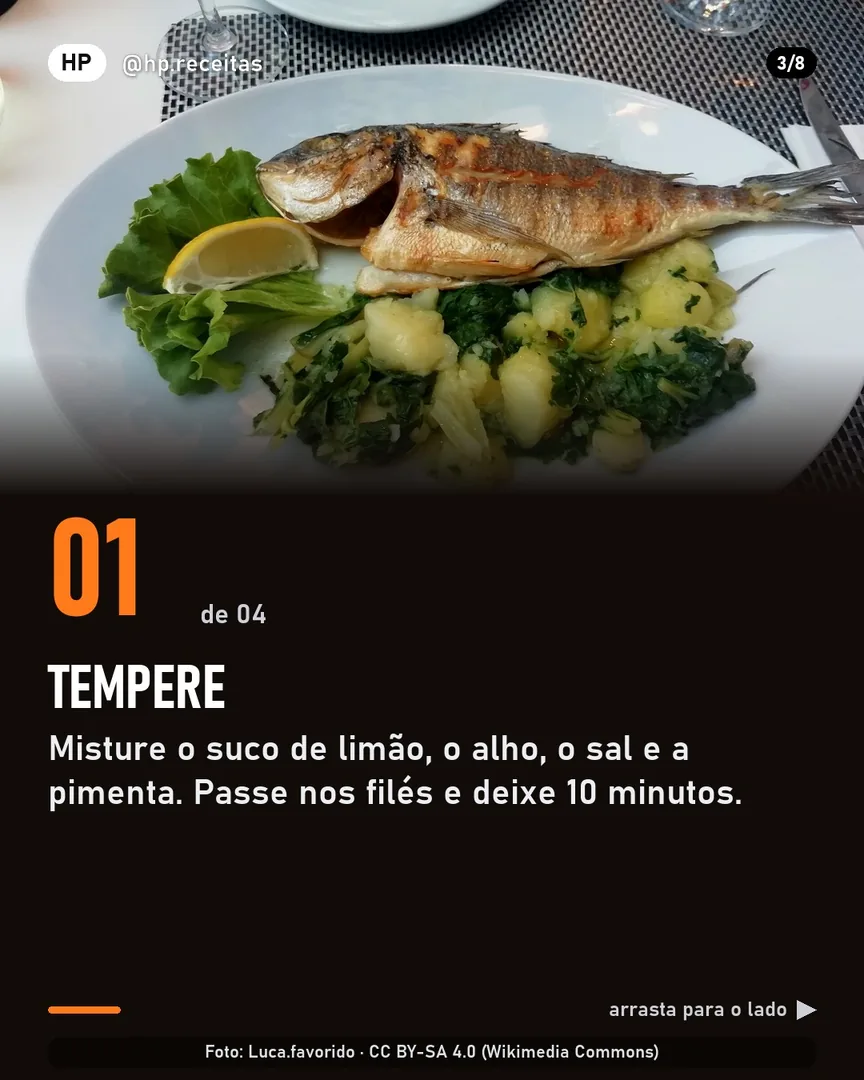 HP @hp.receitas 3/8
01 de 04
TEMPERE
Misture o suco de limão, o alho, o sal e a
pimenta. Passe nos filés e deixe 10 minutos.
arrasta para o lado ▶
Foto: Luca.favorido · CC BY-SA 4.0 (Wikimedia Commons)